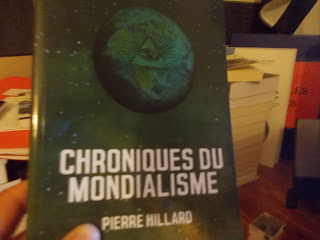 CHRONIQUES DU
MONDIALISME
PIERRE HILLARD